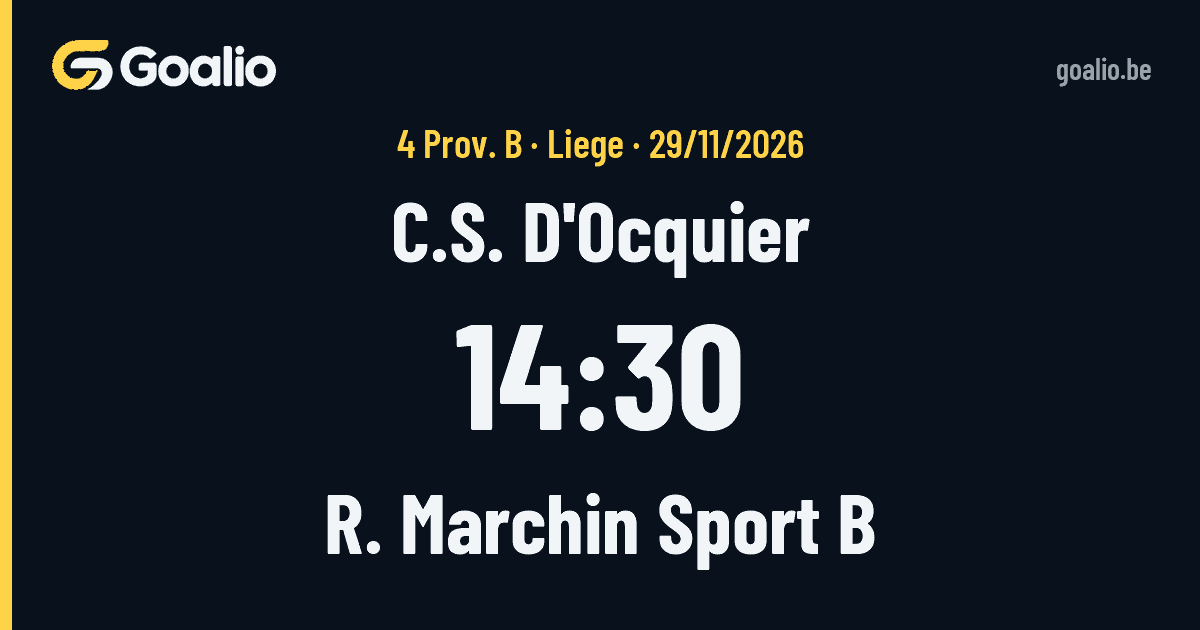 Goalio
goalio.be
4 Prov. B · Liege · 29/11/2026
C.S. D'Ocquier
14:30
R. Marchin Sport B